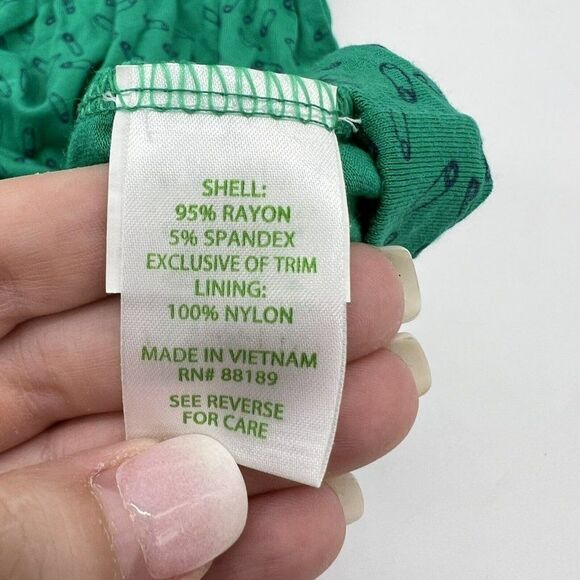 SHELL:
95% RAYON
5% SPANDEX
EXCLUSIVE OF TRIM
LINING:
100% NYLON
MADE IN VIETNAM
RN# 88189
SEE REVERSE
FOR CARE